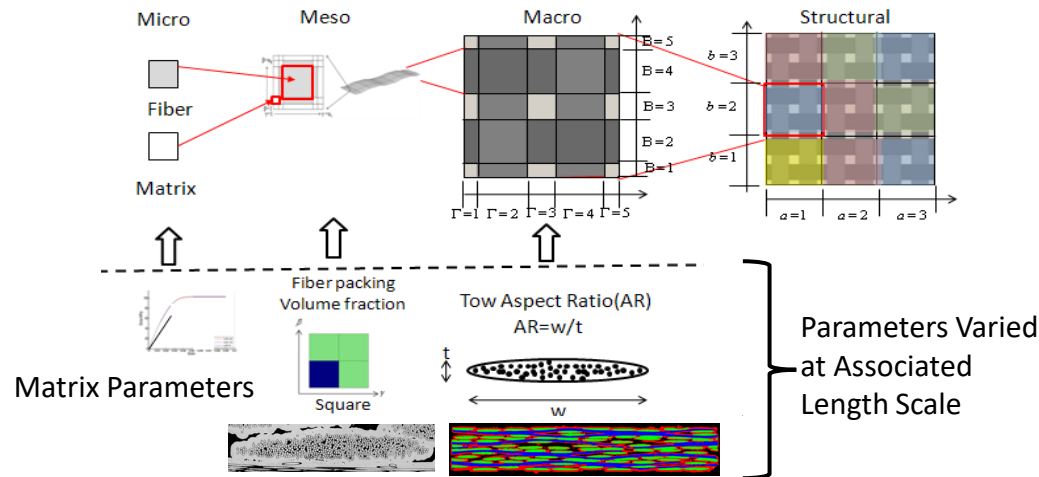 Micro
Meso
Macro
Structural
Fiber
Matrix
B=5
B=4
B=3
B=2
B=1
Γ=1
Γ=2
Γ=3
Γ=4
Γ=5
b=3
b=2
b=1
a=1
a=2
a=3
Fiber packing
Volume fraction
β
γ
Square
Tow Aspect Ratio(AR)
AR=w/t
t
w
Matrix Parameters
Parameters Varied
at Associated
Length Scale